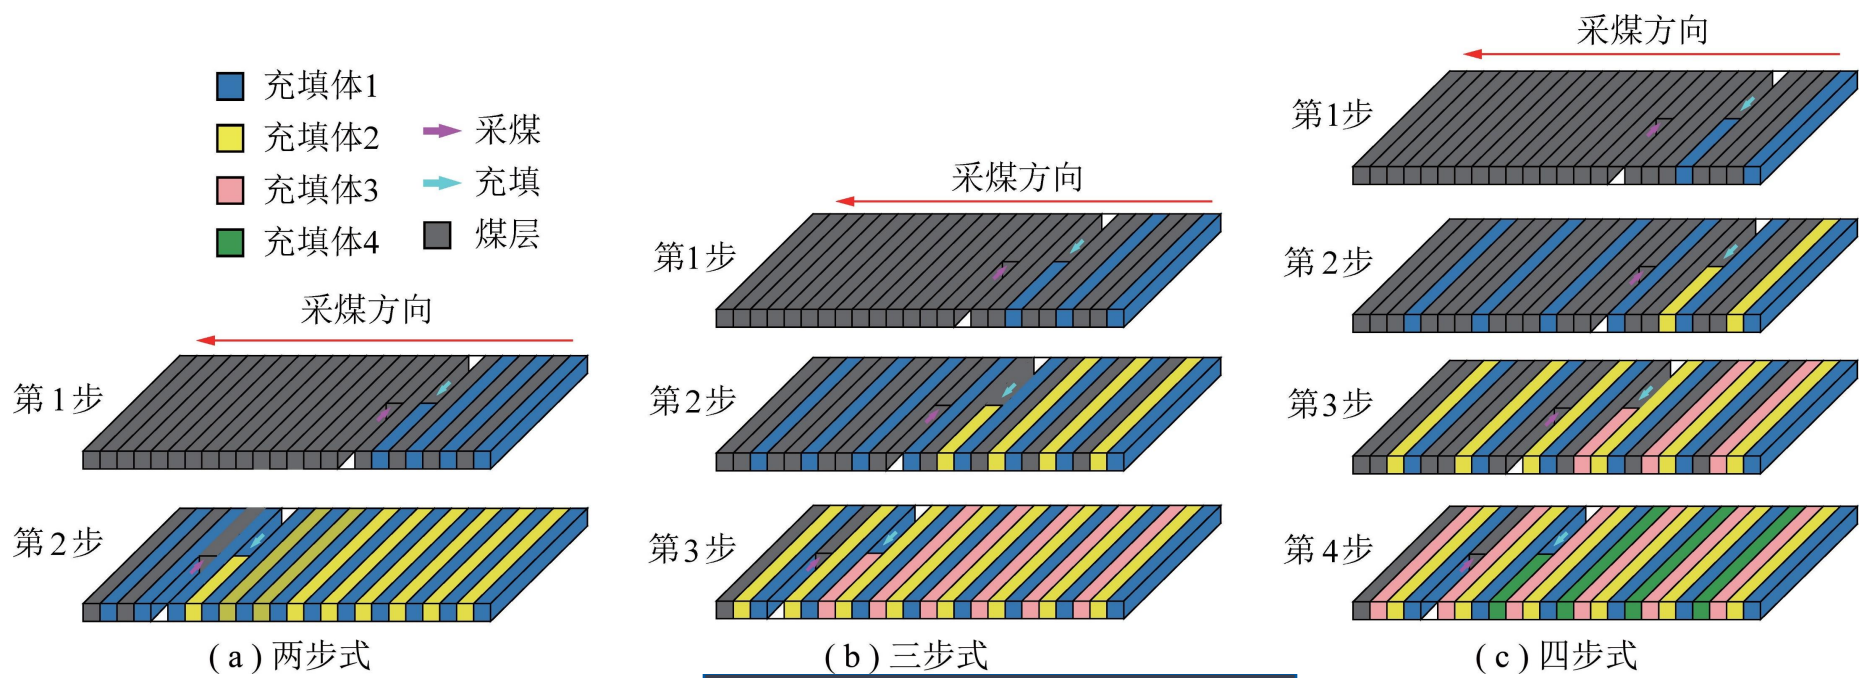 充填体1
充填体2
充填体3
充填体4
采煤
充填
煤层
采煤方向
第1步
第2步
(a)两步式
采煤方向
第1步
第2步
第3步
(b)三步式
采煤方向
第1步
第2步
第3步
第4步
(c)四步式